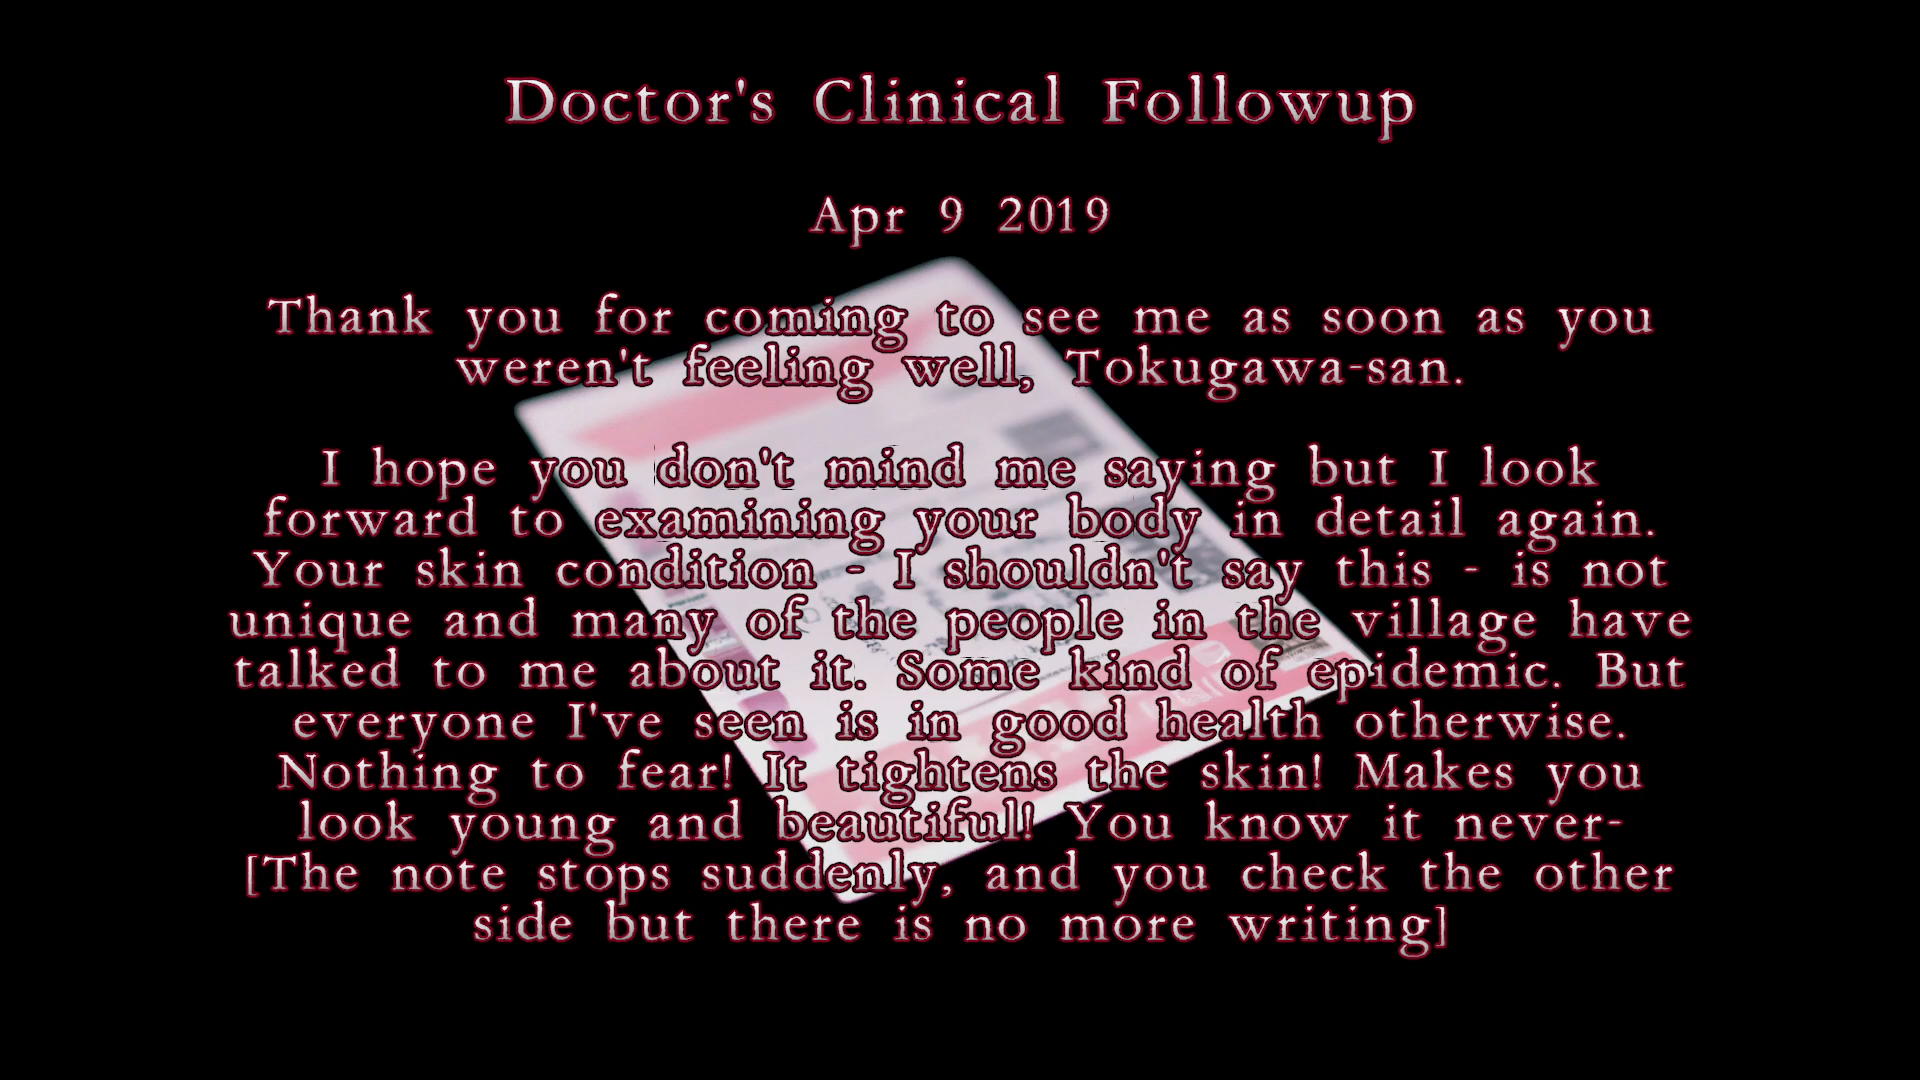 Doctor's Clinical Followup
Apr 9 2019
Thank you for coming to see me as soon as you
weren't feeling well, Tokugawa-san.
I hope you don't mind me saying but I look
forward to examining your body in detail again.
Your skin condition - I shouldn't say this - is not
unique and many of the people in the village have
talked to me about it. Some kind of epidemic. But
everyone I've seen is in good health otherwise.
Nothing to fear! It tightens the skin! Makes you
look young and beautiful! You know it never-
[The note stops suddenly, and you check the other
side but there is no more writing]